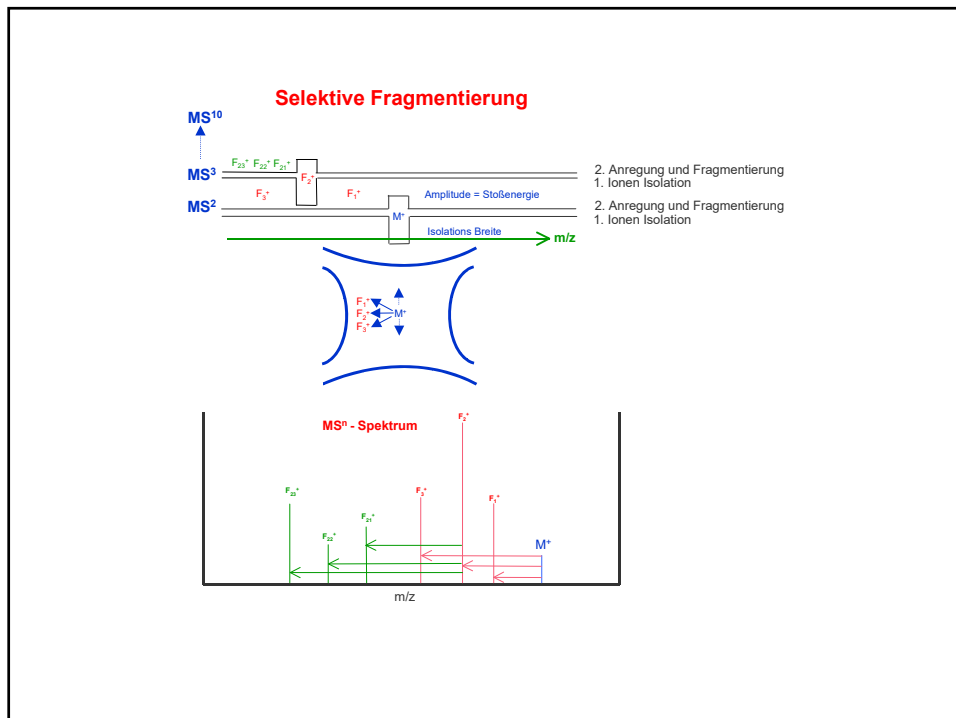 Selektive Fragmentierung
MS¹⁰
F₂₃⁺ F₂₂⁺ F₂₁⁺
MS³
F₂⁺
2. Anregung und Fragmentierung
1. Ionen Isolation
F₃⁺ F₁⁺ Amplitude = Stoßenergie
MS²
M⁺
2. Anregung und Fragmentierung
1. Ionen Isolation
Isolations Breite
m/z
F₁⁺
F₂⁺ M⁺
F₃⁺
F₂⁺
MSⁿ - Spektrum
F₂₃⁺ F₃⁺ F₁⁺
F₂₁⁺
F₂₂⁺
M⁺
m/z